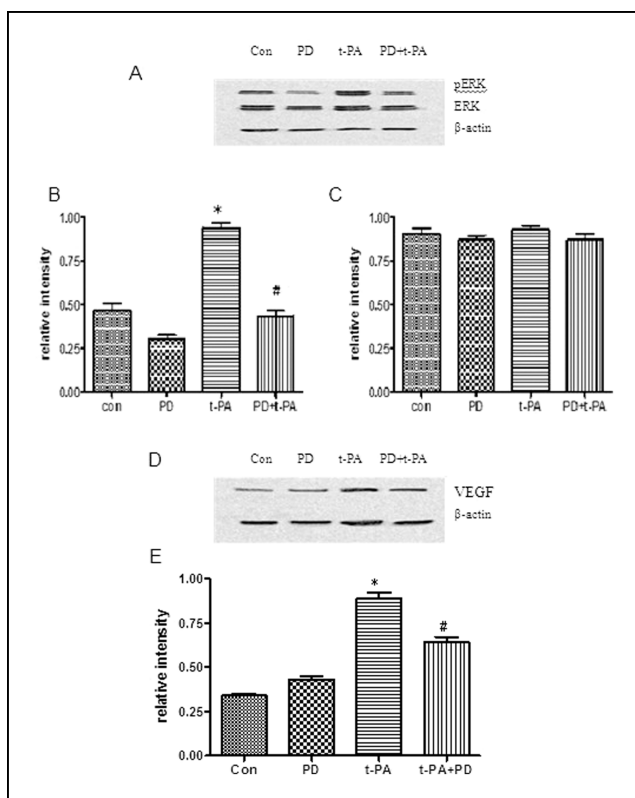 Con PD t-PA PD+t-PA
A
pERK
ERK
β-actin
B
relative intensity
1.00
0.75
0.50
0.25
0.00
*
#
con PD t-PA PD+t-PA
C
relative intensity
1.00
0.75
0.50
0.25
0.00
con PD t-PA PD+t-PA
D
Con PD t-PA PD+t-PA
VEGF
β-actin
E
relative intensity
1.00
0.75
0.50
0.25
0.00
*
#
Con PD t-PA t-PA+PD